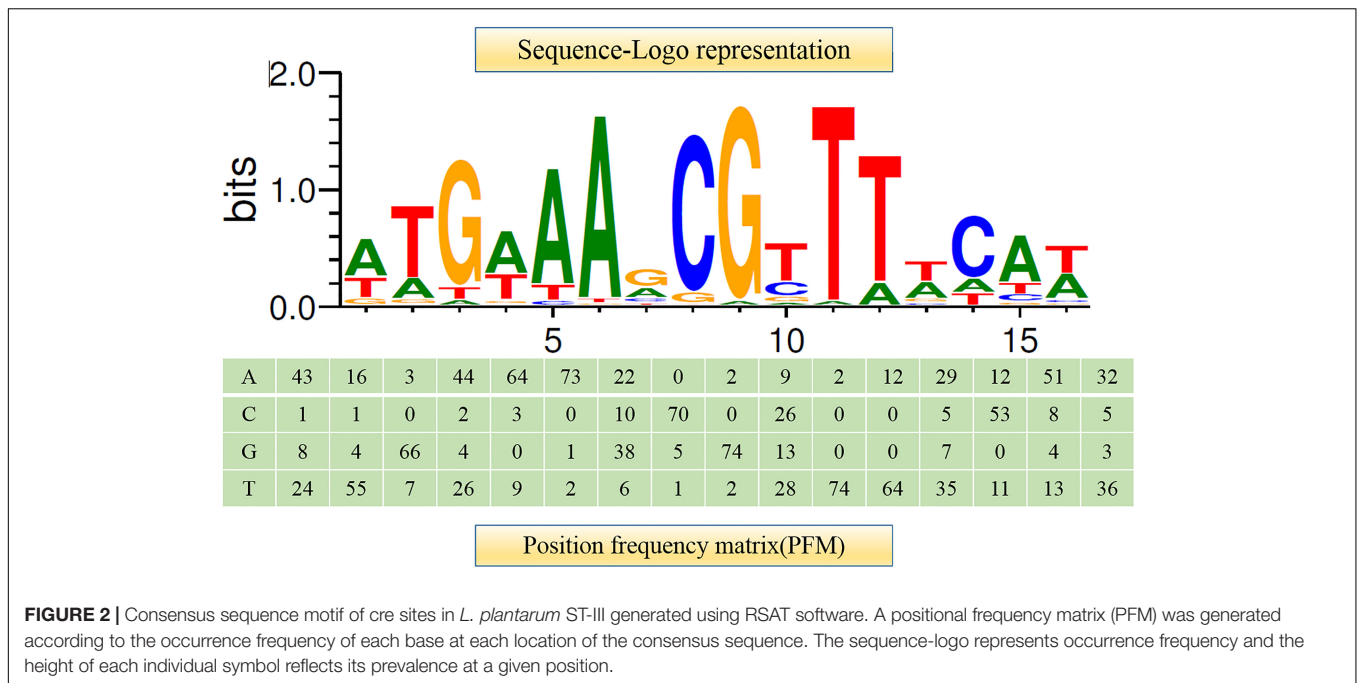 Sequence-Logo representation
2.0
bits
1.0
0.0
A T G A A A G C G T T T T C A T
T A T T T A C A A A T A
G G A C C G T C T C
5 10 15
A 43 16 3 44 64 73 22 0 2 9 2 12 29 12 51 32
C 1 1 0 2 3 0 10 70 0 26 0 0 5 53 8 5
G 8 4 66 4 0 1 38 5 74 13 0 0 7 0 4 3
T 24 55 7 26 9 2 6 1 2 28 74 64 35 11 13 36
Position frequency matrix(PFM)
FIGURE 2 | Consensus sequence motif of cre sites in L. plantarum ST-III generated using RSAT software. A positional frequency matrix (PFM) was generated
according to the occurrence frequency of each base at each location of the consensus sequence. The sequence-logo represents occurrence frequency and the
height of each individual symbol reflects its prevalence at a given position.